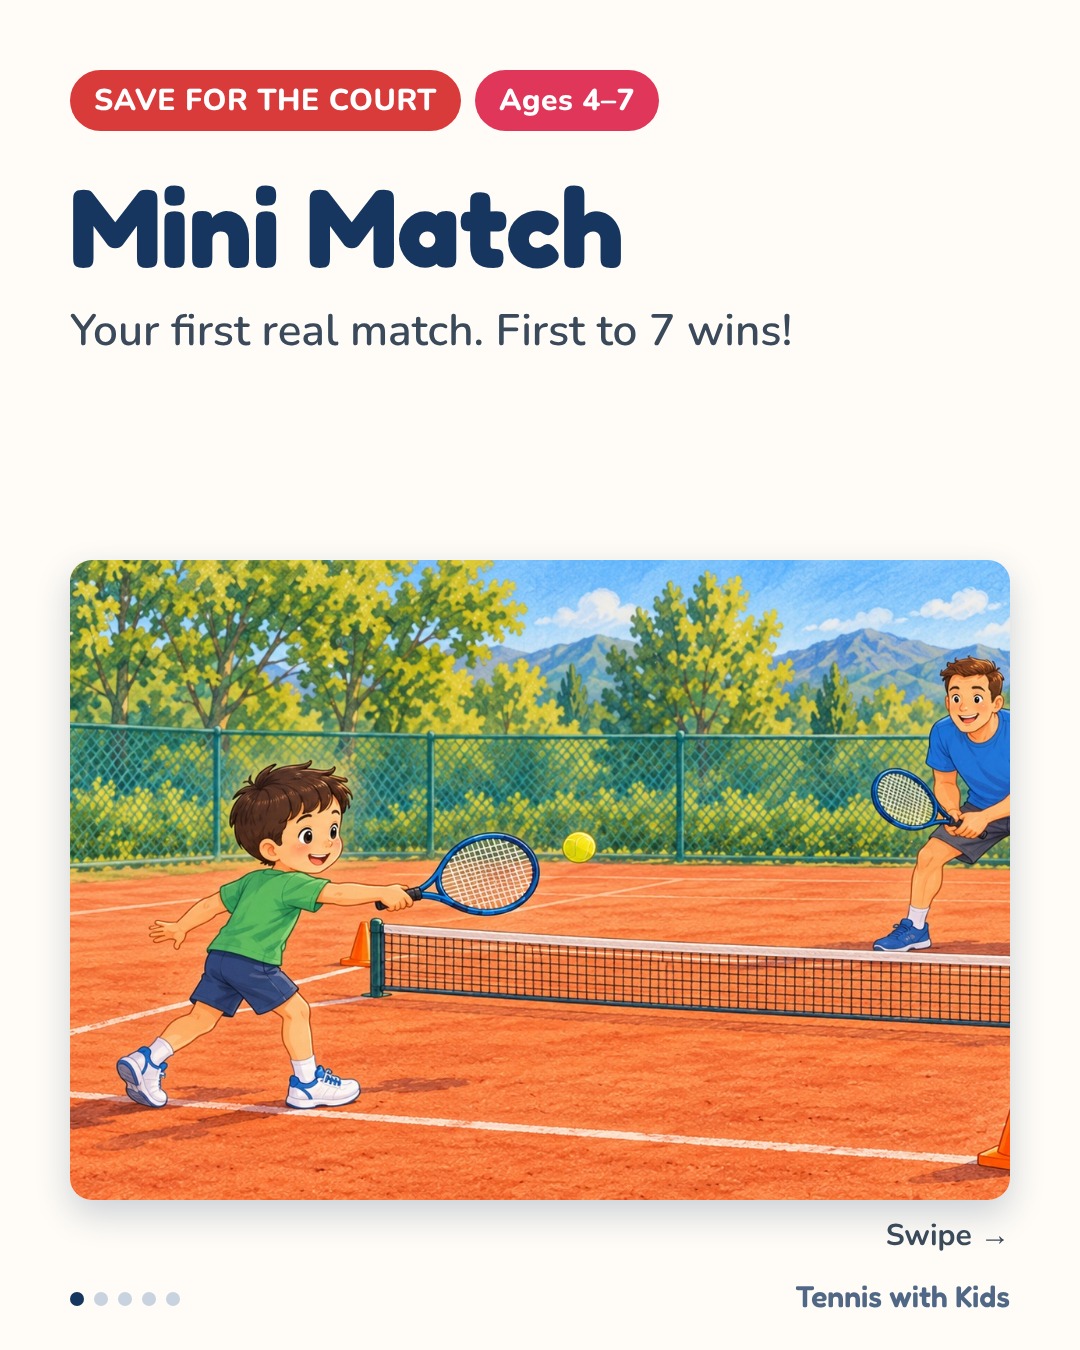 SAVE FOR THE COURT
Ages 4–7
Mini Match
Your first real match. First to 7 wins!
Swipe →
Tennis with Kids